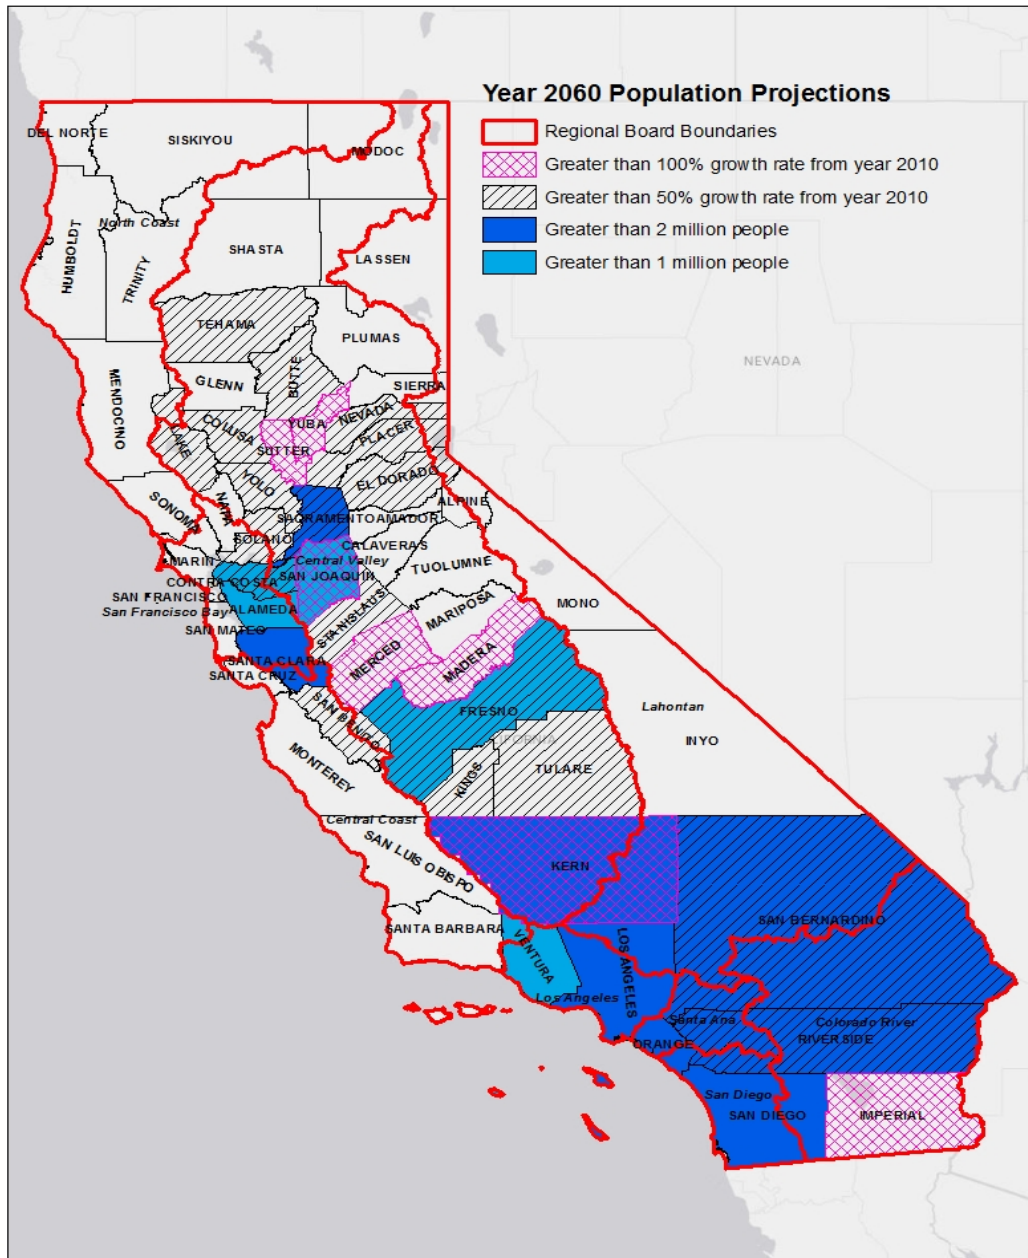 Year 2060 Population Projections
Regional Board Boundaries
Greater than 100% growth rate from year 2010
Greater than 50% growth rate from year 2010
Greater than 2 million people
Greater than 1 million people
DEL NORTE
SISKIYOU
MODOC
North Coast
HUMBOLDT
TRINITY
SHASTA
LASSEN
TEHAMA
PLUMAS
NEVADA
MENDOCINO
GLENN
BUTTE
SIERRA
COLUSA
YUBA
NEVADA
LAKE
SUTTER
PLACER
YOLO
EL DORADO
SONOMA
NAPA
ALPINE
SACRAMENTO
AMADOR
SOLANO
MARIN
CALAVERAS
Central Valley
TUOLUMNE
CONTRA COSTA
SAN JOAQUIN
SAN FRANCISCO
San Francisco Bay
ALAMEDA
STANISLAUS
MARIPOSA
MONO
SAN MATEO
MERCED
MADERA
SANTA CLARA
SANTA CRUZ
SAN BENITO
FRESNO
Lahontan
INYO
IFORNIA
MONTEREY
KINGS
TULARE
Central Coast
SAN LUIS OBISPO
KERN
SAN BERNARDINO
SANTA BARBARA
VENTURA
LOS ANGELES
Los Angeles
Santa Ana
Colorado River
ORANGE
RIVERSIDE
San Diego
SAN DIEGO
IMPERIAL